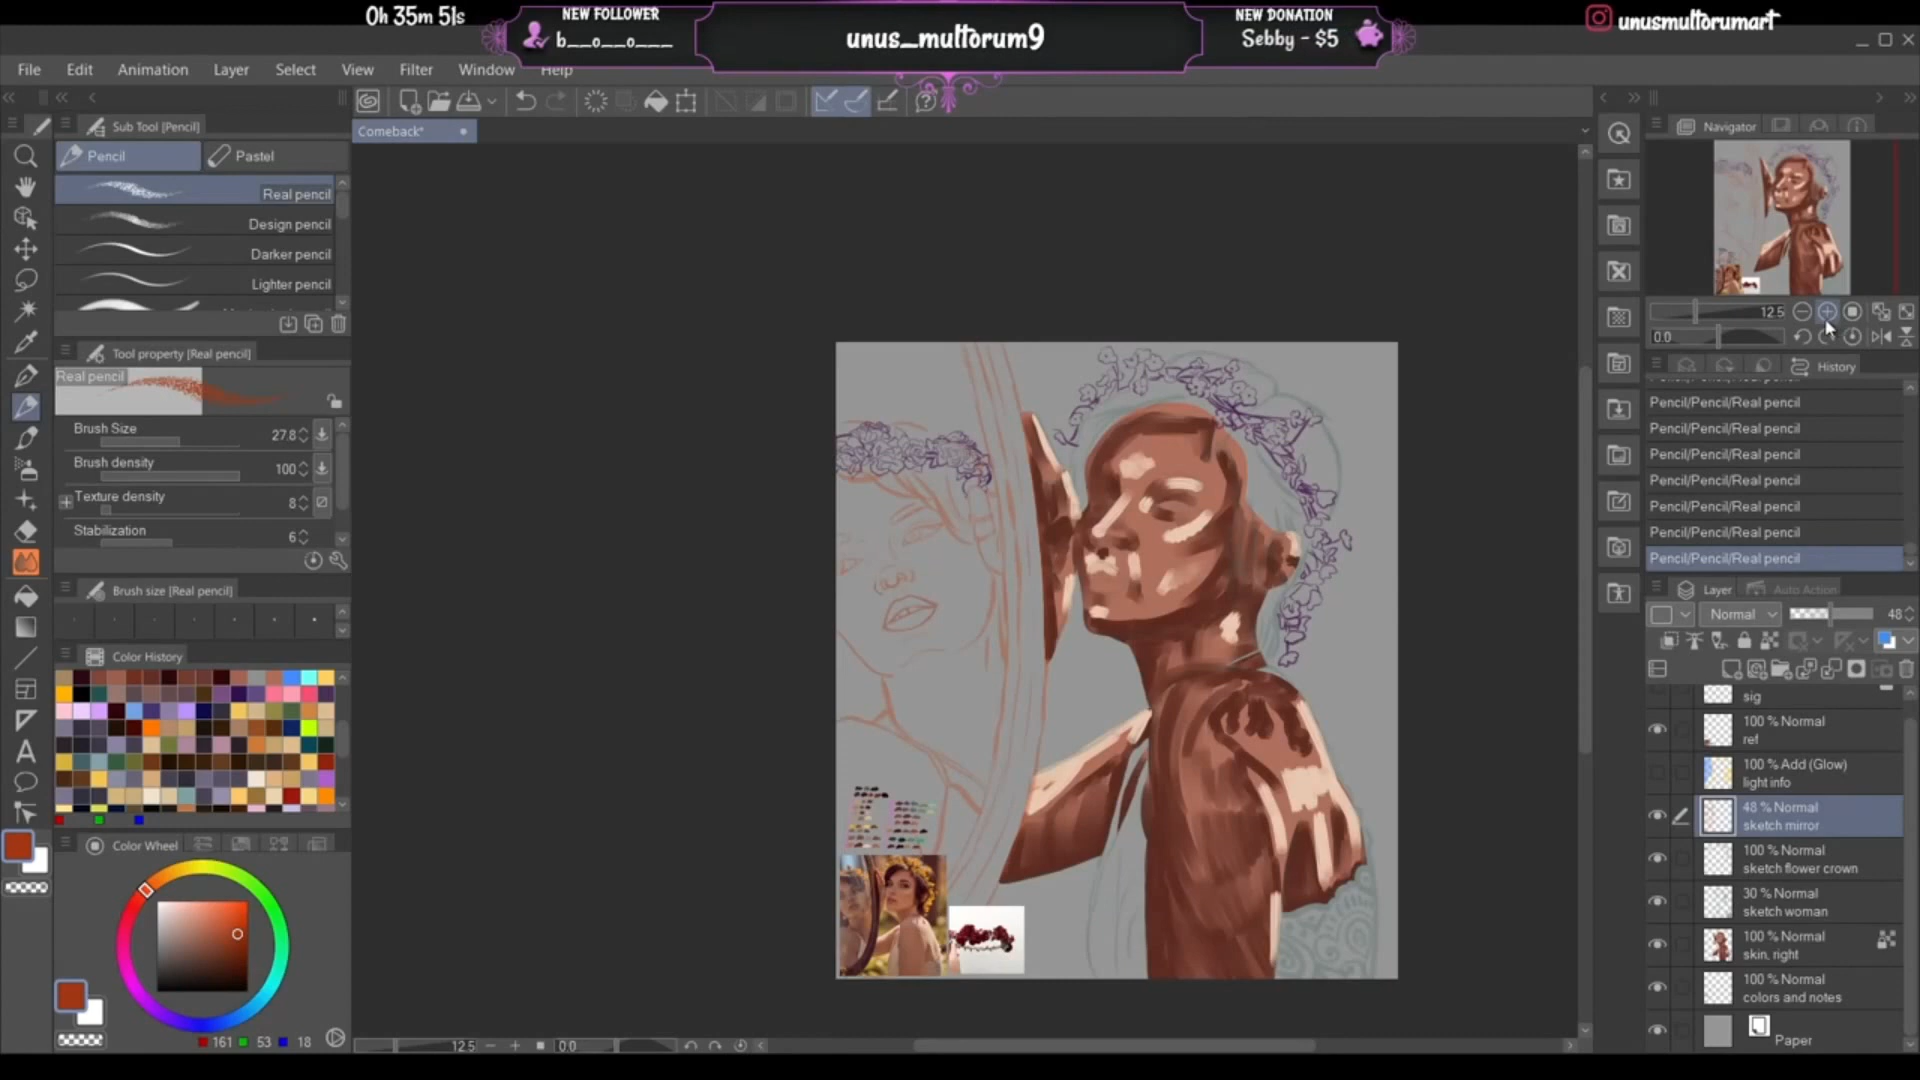 0h 35m 51s
NEW FOLLOWER
b__o__o___
unus_multorum9
NEW DONATION
Sebby - $5
unusmultorumart
File Edit Animation Layer Select View Filter Window Help
Sub Tool [Pencil]
Comeback*
Navigator
Pencil
Pastel
Real pencil
Design pencil
Darker pencil
Lighter pencil
12.5
0.0
Tool property [Real pencil]
Real pencil
Brush Size 27.8
Brush density 100
Texture density 8
Stabilization 6
History
Pencil/Pencil/Real pencil
Pencil/Pencil/Real pencil
Pencil/Pencil/Real pencil
Pencil/Pencil/Real pencil
Pencil/Pencil/Real pencil
Pencil/Pencil/Real pencil
Pencil/Pencil/Real pencil
Brush size [Real pencil]
Color History
Layer
Auto Action
Normal 48
sig
100 % Normal
ref
100 % Add (Glow)
light info
48 % Normal
sketch mirror
100 % Normal
sketch flower crown
30 % Normal
sketch woman
100 % Normal
skin, right
100 % Normal
colors and notes
Paper
Color Wheel
161 53 18
12.5
0.0